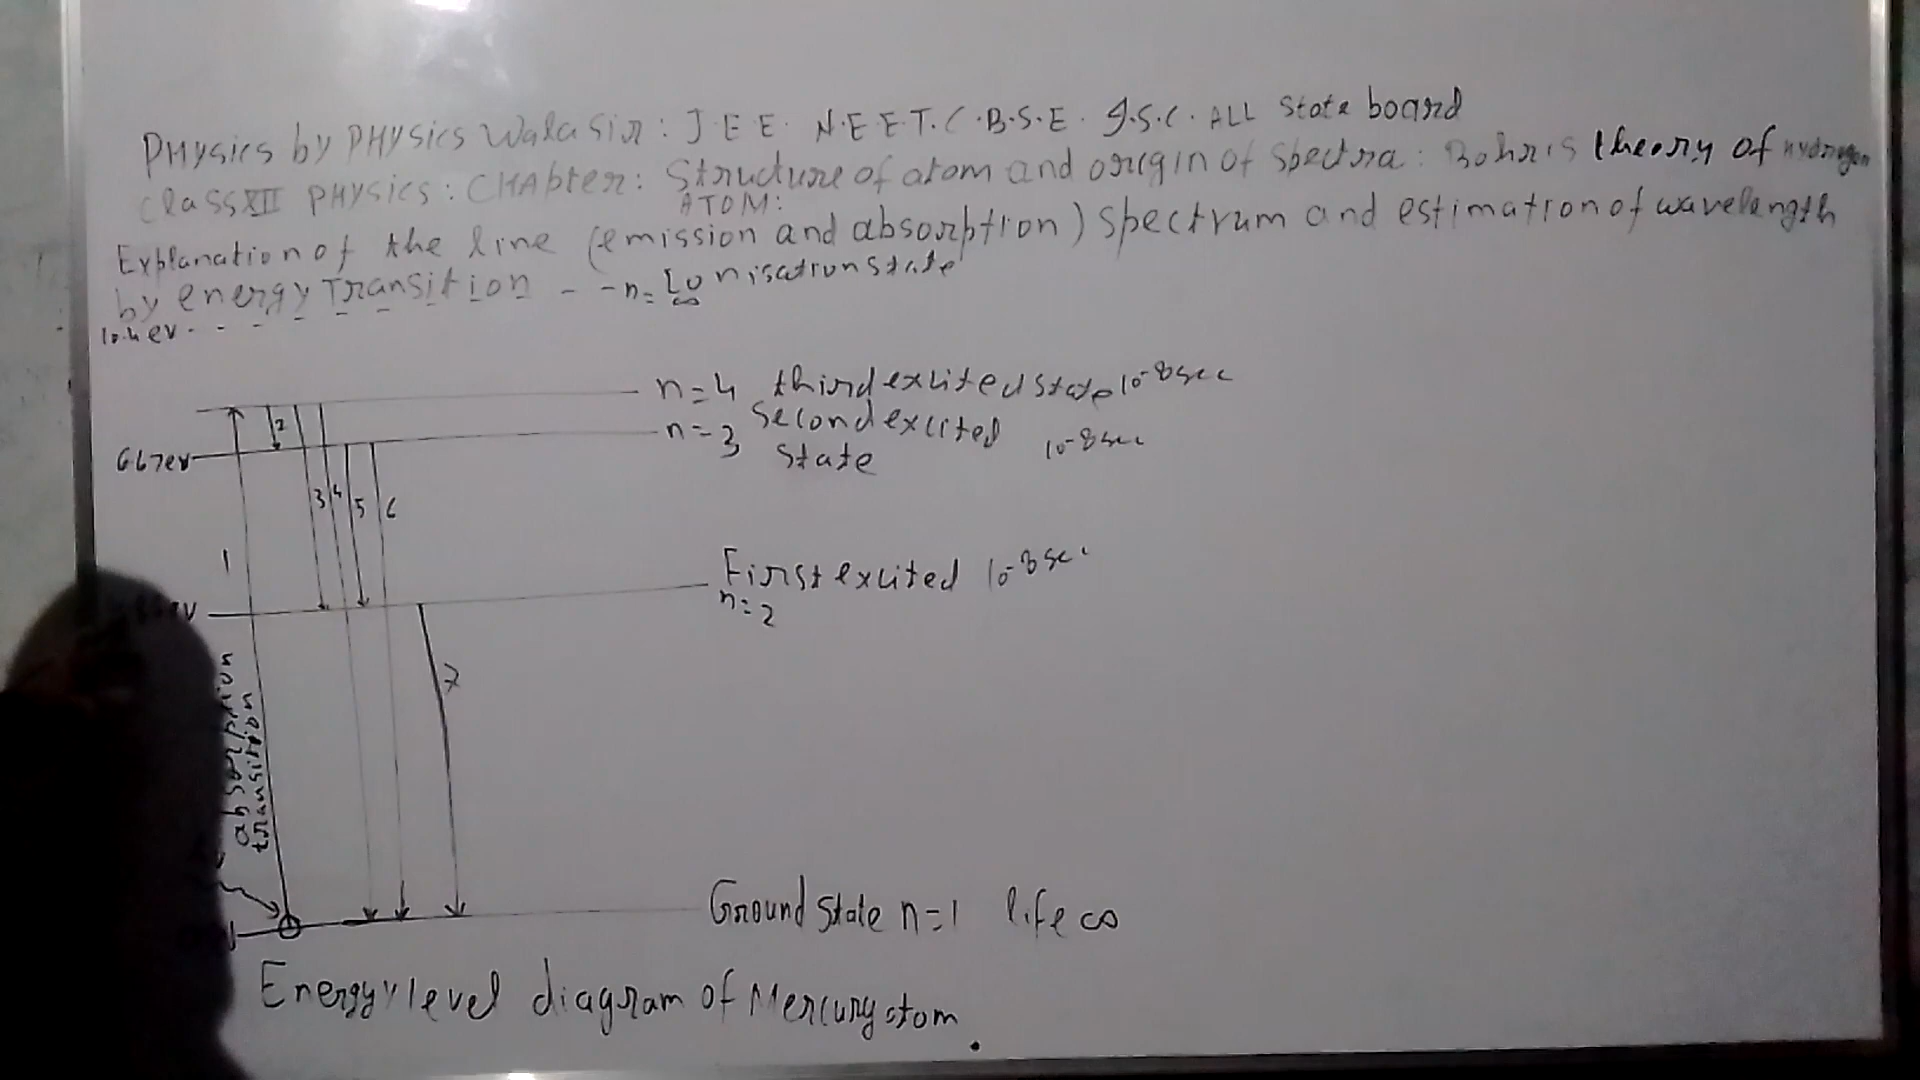 PHysics by PHysics Wala Sir: J.E.E. N.E.E.T. C.B.S.E. I.S.C. ALL State board
Class XII PHysics: CHApter: Structure of atom and origin of Spectra: Bohr's theory of Hydrogen
ATOM:
Explanation of the line (emission and absorption) Spectrum and estimation of wavelength
by energy Transition - - n= Ionisation state
∞
10.4 ev
n=4 third excited state 10-8 sec
n=3 Second excited 10-8 sec
State
6.67 ev
2
3
4
5
6
1
First excited 10-8 sec
n=2
7
absorption
transition
Ground State n=1 life ∞
Energy level diagram of Mercury atom.